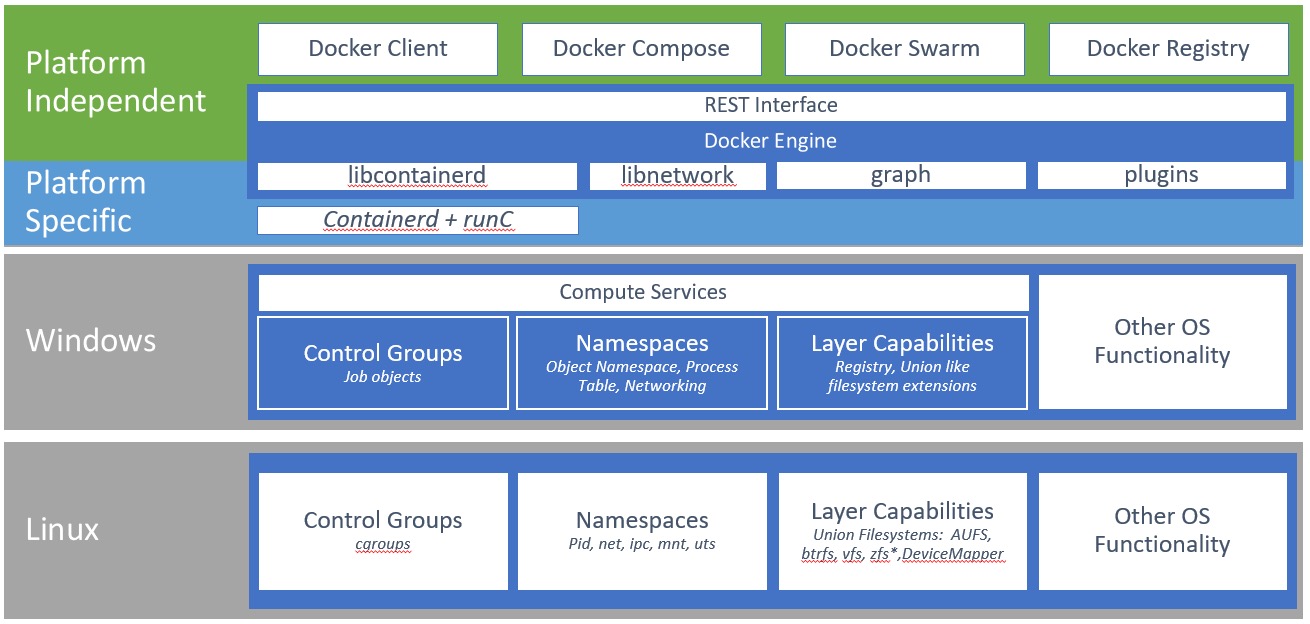 Platform
Independent
Docker Client
Docker Compose
Docker Swarm
Docker Registry
REST Interface
Docker Engine
Platform
Specific
libcontainerd
libnetwork
graph
plugins
Containerd + runC
Windows
Compute Services
Control Groups
Job objects
Namespaces
Object Namespace, Process
Table, Networking
Layer Capabilities
Registry, Union like
filesystem extensions
Other OS
Functionality
Linux
Control Groups
cgroups
Namespaces
Pid, net, ipc, mnt, uts
Layer Capabilities
Union Filesystems:  AUFS,
btrfs, vfs, zfs*,DeviceMapper
Other OS
Functionality